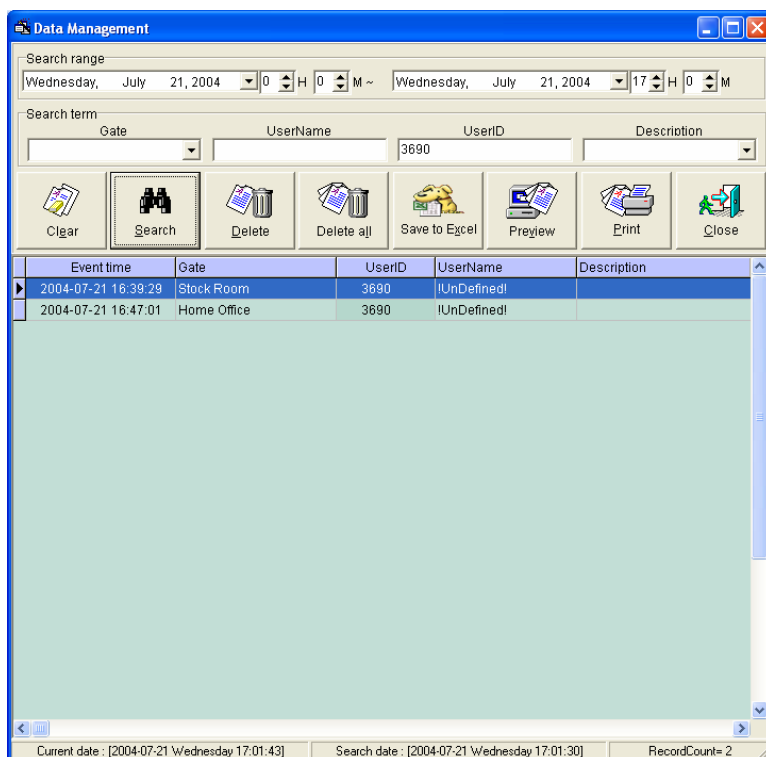 Data Management
Search range
Wednesday, July 21, 2004 0 H 0 M ~ Wednesday, July 21, 2004 17 H 0 M
Search term
Gate UserName UserID Description
3690
Clear Search Delete Delete all Save to Excel Preview Print Close
Event time Gate UserID UserName Description
2004-07-21 16:39:29 Stock Room 3690 !UnDefined!
2004-07-21 16:47:01 Home Office 3690 !UnDefined!
Current date : [2004-07-21 Wednesday 17:01:43] Search date : [2004-07-21 Wednesday 17:01:30] RecordCount= 2